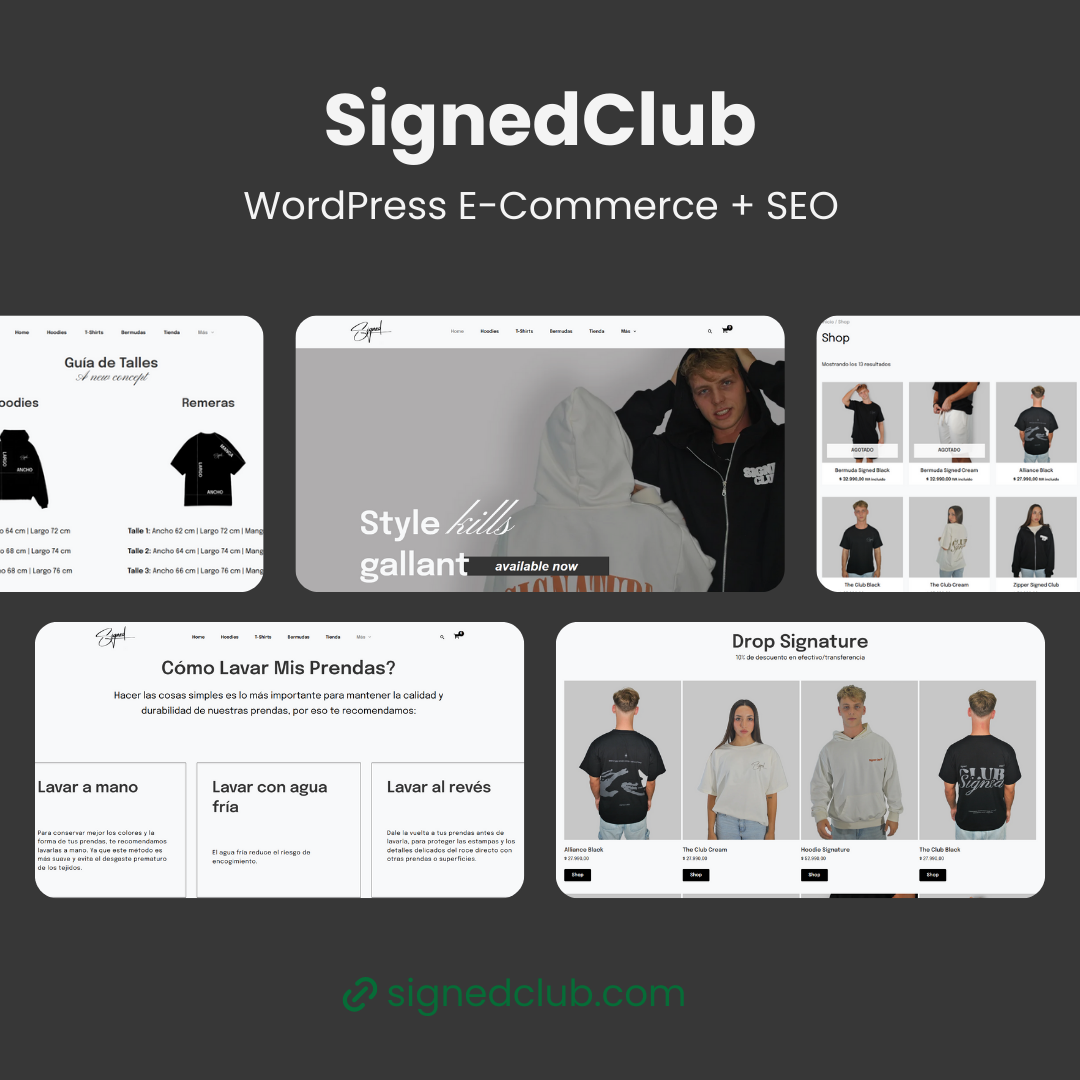 SignedClub
WordPress E-Commerce + SEO
Home Hoodies T-Shirts Bermudas Tienda Más
Guía de Talles
A new concept
oodies Remeras
LARGO
ANCHO
MANGA
LARGO
ANCHO
o 64 cm | Largo 72 cm
o 68 cm | Largo 74 cm
o 68 cm | Largo 76 cm
Talle 1: Ancho 62 cm | Largo 72 cm | Mang
Talle 2: Ancho 64 cm | Largo 74 cm | Mang
Talle 3: Ancho 66 cm | Largo 76 cm | Mang
Signed
Home Hoodies T-Shirts Bermudas Tienda Más
SIGNED
CLUB
Style kills
gallant
available now
SIGNATURE
/ Shop
Shop
Mostrando los 13 resultados
AGOTADO
AGOTADO
Bermuda Signed Black
$ 32.990,00 IVA incluido
Bermuda Signed Cream
$ 32.990,00 IVA incluido
Alliance Black
$ 27.990,00 IVA incluido
The Club Black
The Club Cream
Zipper Signed Club
Signed
Home Hoodies T-Shirts Bermudas Tienda Más
Cómo Lavar Mis Prendas?
Hacer las cosas simples es lo más importante para mantener la calidad y
durabilidad de nuestras prendas, por eso te recomendamos:
Lavar a mano
Para conservar mejor los colores y la
forma de tus prendas, te recomendamos
lavarlas a mano. Ya que este método es
más suave y evita el desgaste prematuro
de los tejidos.
Lavar con agua
fría
El agua fría reduce el riesgo de
encogimiento.
Lavar al revés
Dale la vuelta a tus prendas antes de
lavarla, para proteger las estampas y los
detalles delicados del roce directo con
otras prendas o superficies.
Drop Signature
10% de descuento en efectivo/transferencia
CLUB
Signed
Alliance Black
$ 27.990,00
Shop
The Club Cream
$ 27.990,00
Shop
Hoodie Signature
$ 52.990,00
Shop
The Club Black
$ 27.990,00
Shop
signedclub.com